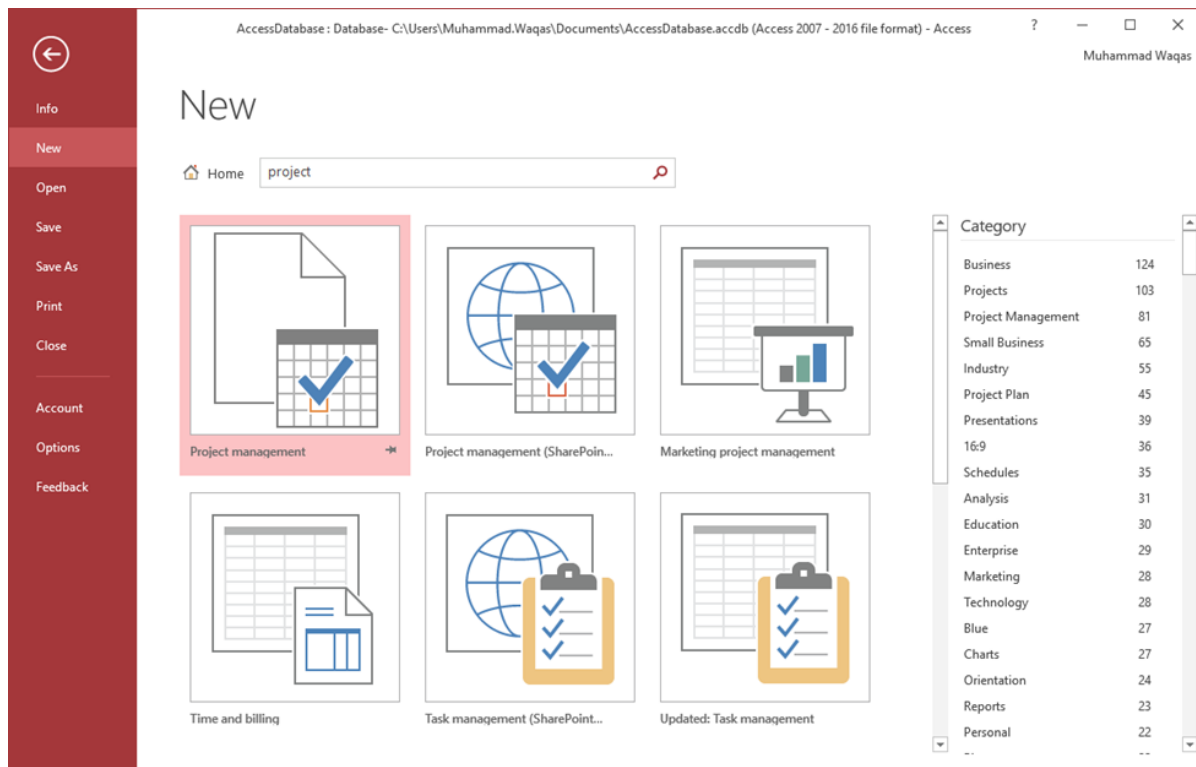 AccessDatabase : Database- C:\Users\Muhammad.Waqas\Documents\AccessDatabase.accdb (Access 2007 - 2016 file format) - Access
?
Muhammad Waqas
Info
New
Open
Save
Save As
Print
Close
Account
Options
Feedback
New
Home
project
Project management
Project management (SharePoin...
Marketing project management
Time and billing
Task management (SharePoint...
Updated: Task management
Category
Business 124
Projects 103
Project Management 81
Small Business 65
Industry 55
Project Plan 45
Presentations 39
16:9 36
Schedules 35
Analysis 31
Education 30
Enterprise 29
Marketing 28
Technology 28
Blue 27
Charts 27
Orientation 24
Reports 23
Personal 22